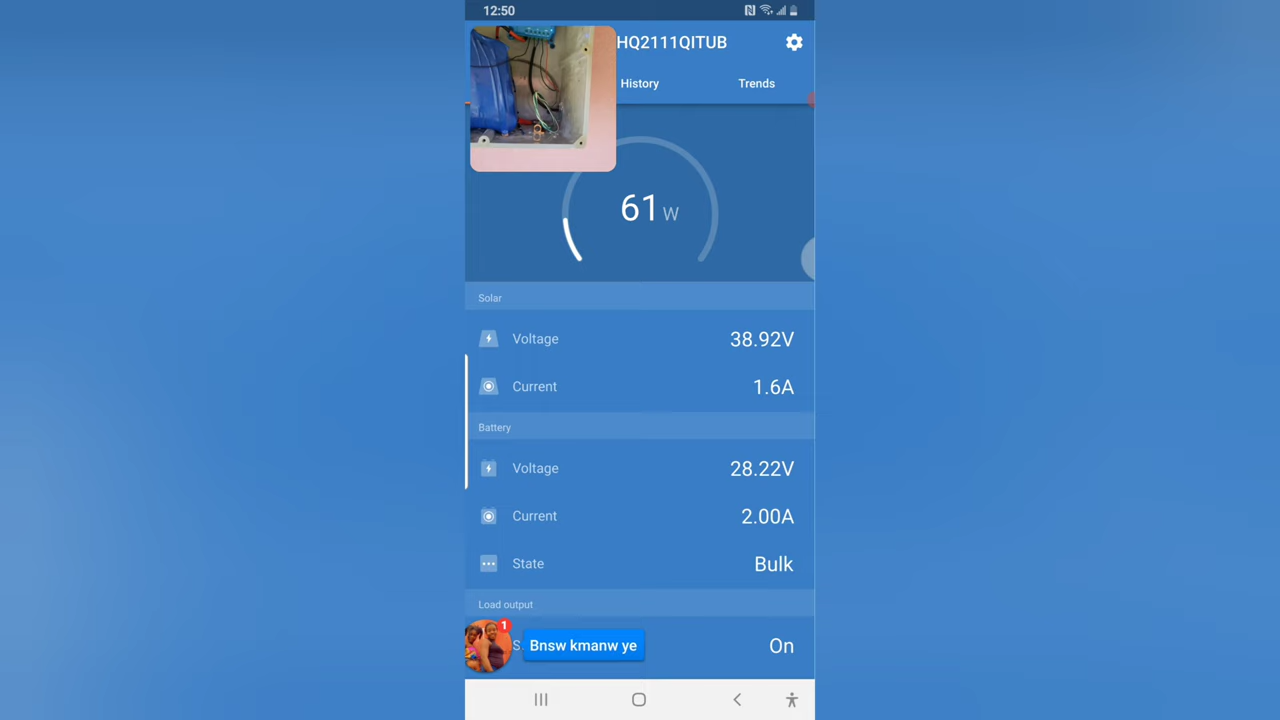 12:50
HQ2111QITUB
History
Trends
61 W
Solar
Voltage
38.92V
Current
1.6A
Battery
Voltage
28.22V
Current
2.00A
State
Bulk
Load output
1
S
Bnsw kmanw ye
On